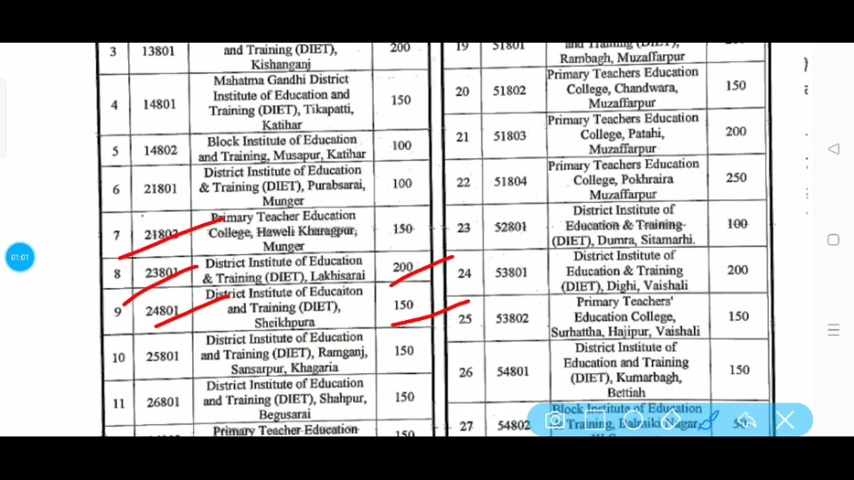 3 13801 and Training (DIET), 200
Kishanganj
4 14801 Mahatma Gandhi District 150
Institute of Education and
Training (DIET), Tikapatti,
Katihar
5 14802 Block Institute of Education 100
and Training, Musapur, Katihar
6 21801 District Institute of Education 100
& Training (DIET), Purabsarai,
Munger
7 21802 Primary Teacher Education 150
College, Haweli Kharagpur,
Munger
8 23801 District Institute of Education 200
& Training (DIET), Lakhisarai
9 24801 District Institute of Educaiton 150
and Training (DIET),
Sheikhpura
10 25801 District Institute of Education 150
and Training (DIET), Ramganj,
Sansarpur, Khagaria
11 26801 District Institute of Education 150
and Training (DIET), Shahpur,
Begusarai
Primary Teacher Education 150
19 51801 and Training (DIET),
Rambagh, Muzaffarpur
20 51802 Primary Teachers Education 150
College, Chandwara,
Muzaffarpur
21 51803 Primary Teachers Education 200
College, Patahi,
Muzaffarpur
22 51804 Primary Teachers Education 250
College, Pokhraira
Muzaffarpur
23 52801 District Institute of 100
Education & Training
(DIET), Dumra, Sitamarhi.
24 53801 District Institute of 200
Education & Training
(DIET), Dighi, Vaishali
25 53802 Primary Teachers' 150
Education College,
Surhattha, Hajipur, Vaishali
26 54801 District Institute of 150
Education and Training
(DIET), Kumarbagh,
Bettiah
27 54802 Block Institute of Education
Training, Balmiki Nagar,
01:01